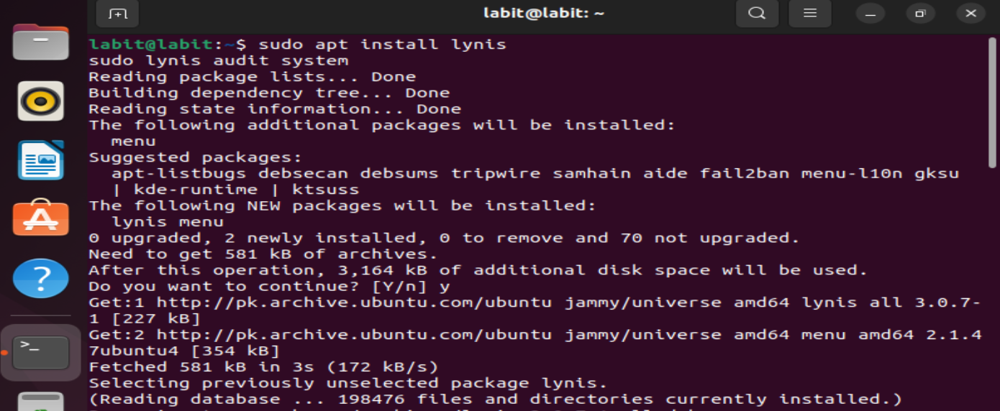 labit@labit: ~
labit@labit:~$ sudo apt install lynis
sudo lynis audit system
Reading package lists... Done
Building dependency tree... Done
Reading state information... Done
The following additional packages will be installed:
  menu
Suggested packages:
  apt-listbugs debsecan debsums tripwire samhain aide fail2ban menu-l10n gksu
  | kde-runtime | ktsuss
The following NEW packages will be installed:
  lynis menu
0 upgraded, 2 newly installed, 0 to remove and 70 not upgraded.
Need to get 581 kB of archives.
After this operation, 3,164 kB of additional disk space will be used.
Do you want to continue? [Y/n] y
Get:1 http://pk.archive.ubuntu.com/ubuntu jammy/universe amd64 lynis all 3.0.7-
1 [227 kB]
Get:2 http://pk.archive.ubuntu.com/ubuntu jammy/universe amd64 menu amd64 2.1.4
7ubuntu4 [354 kB]
Fetched 581 kB in 3s (172 kB/s)
Selecting previously unselected package lynis.
(Reading database ... 198476 files and directories currently installed.)